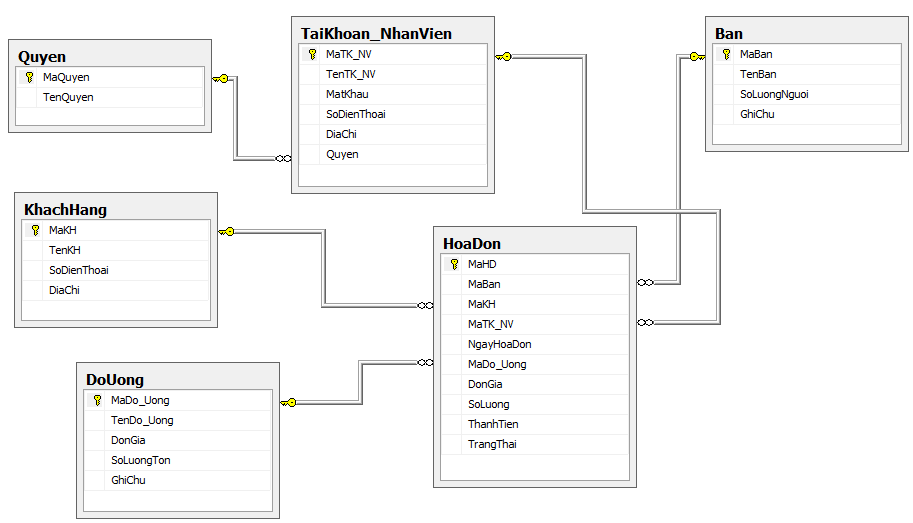 Quyen
MaQuyen
TenQuyen
TaiKhoan_NhanVien
MaTK_NV
TenTK_NV
MatKhau
SoDienThoai
DiaChi
Quyen
Ban
MaBan
TenBan
SoLuongNguoi
GhiChu
KhachHang
MaKH
TenKH
SoDienThoai
DiaChi
HoaDon
MaHD
MaBan
MaKH
MaTK_NV
NgayHoaDon
MaDo_Uong
DonGia
SoLuong
ThanhTien
TrangThai
DoUong
MaDo_Uong
TenDo_Uong
DonGia
SoLuongTon
GhiChu